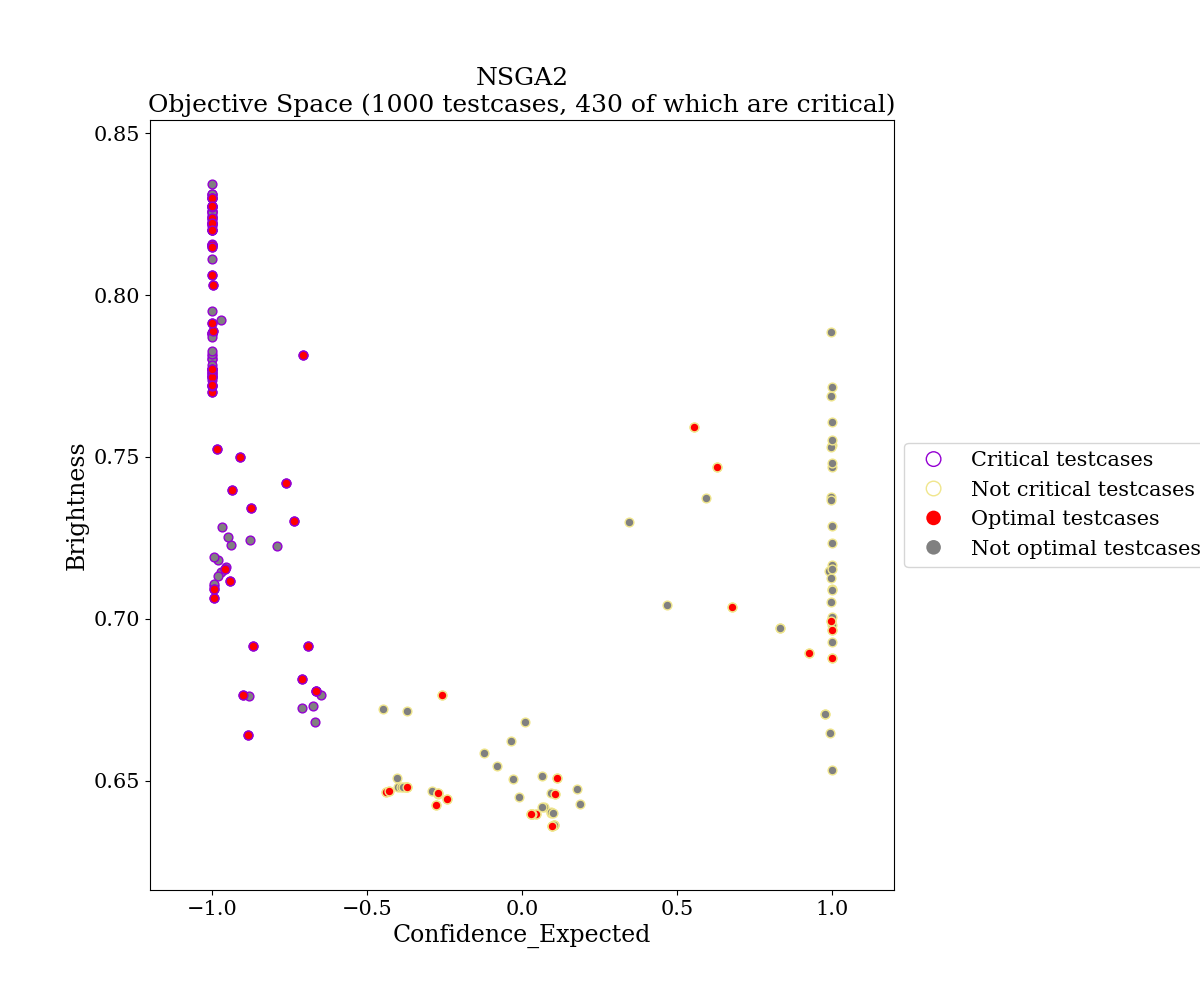 NSGA2
Objective Space (1000 testcases, 430 of which are critical)
0.85
0.80
0.75
0.70
0.65
Brightness
−1.0
−0.5
0.0
0.5
1.0
Confidence_Expected
Critical testcases
Not critical testcases
Optimal testcases
Not optimal testcases